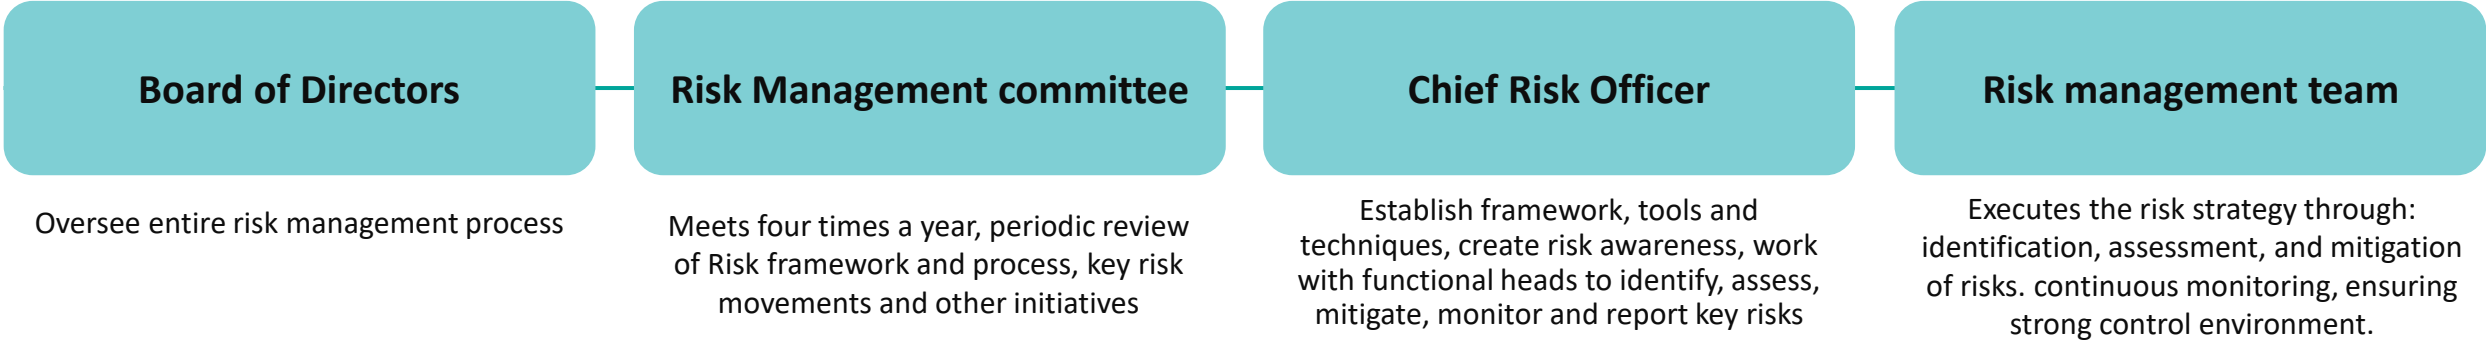 Board of Directors
Oversee entire risk management process
Risk Management committee
Meets four times a year, periodic review
of Risk framework and process, key risk
movements and other initiatives
Chief Risk Officer
Establish framework, tools and
techniques, create risk awareness, work
with functional heads to identify, assess,
mitigate, monitor and report key risks
Risk management team
Executes the risk strategy through:
identification, assessment, and mitigation
of risks. continuous monitoring, ensuring
strong control environment.